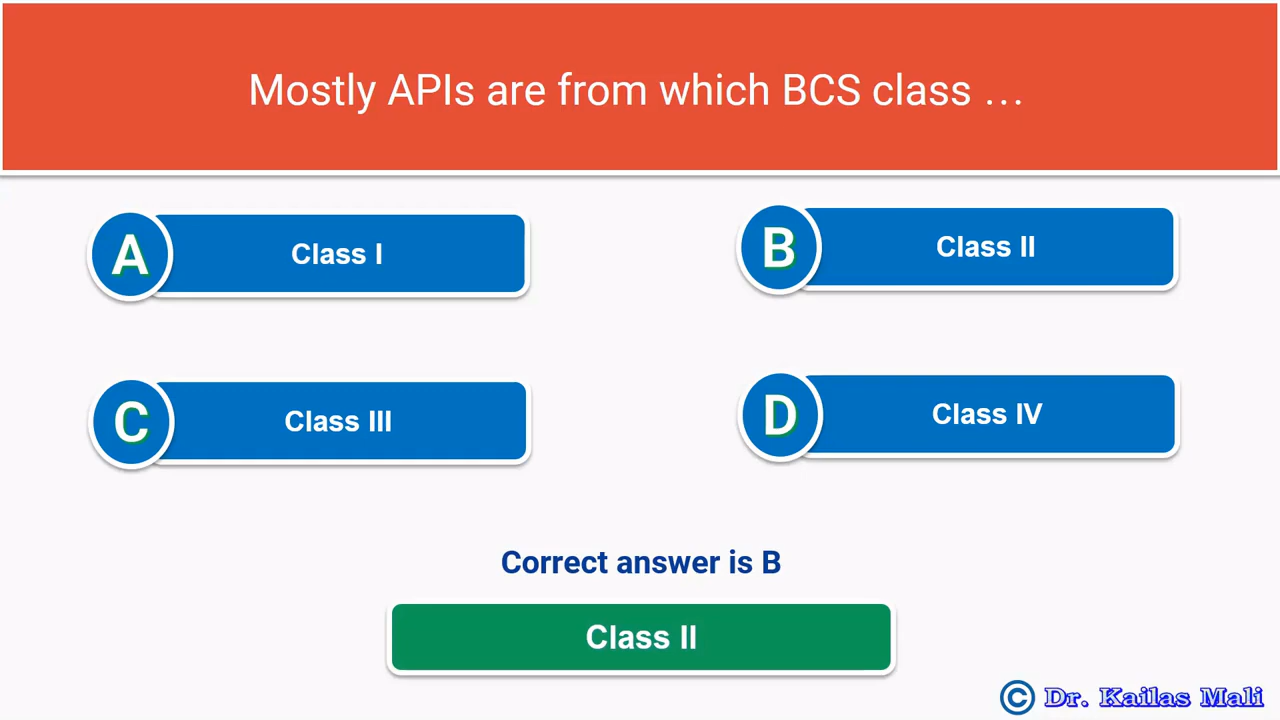 Mostly APIs are from which BCS class ...
A Class I
B Class II
C Class III
D Class IV
Correct answer is B
Class II
© Dr. Kailas Mali